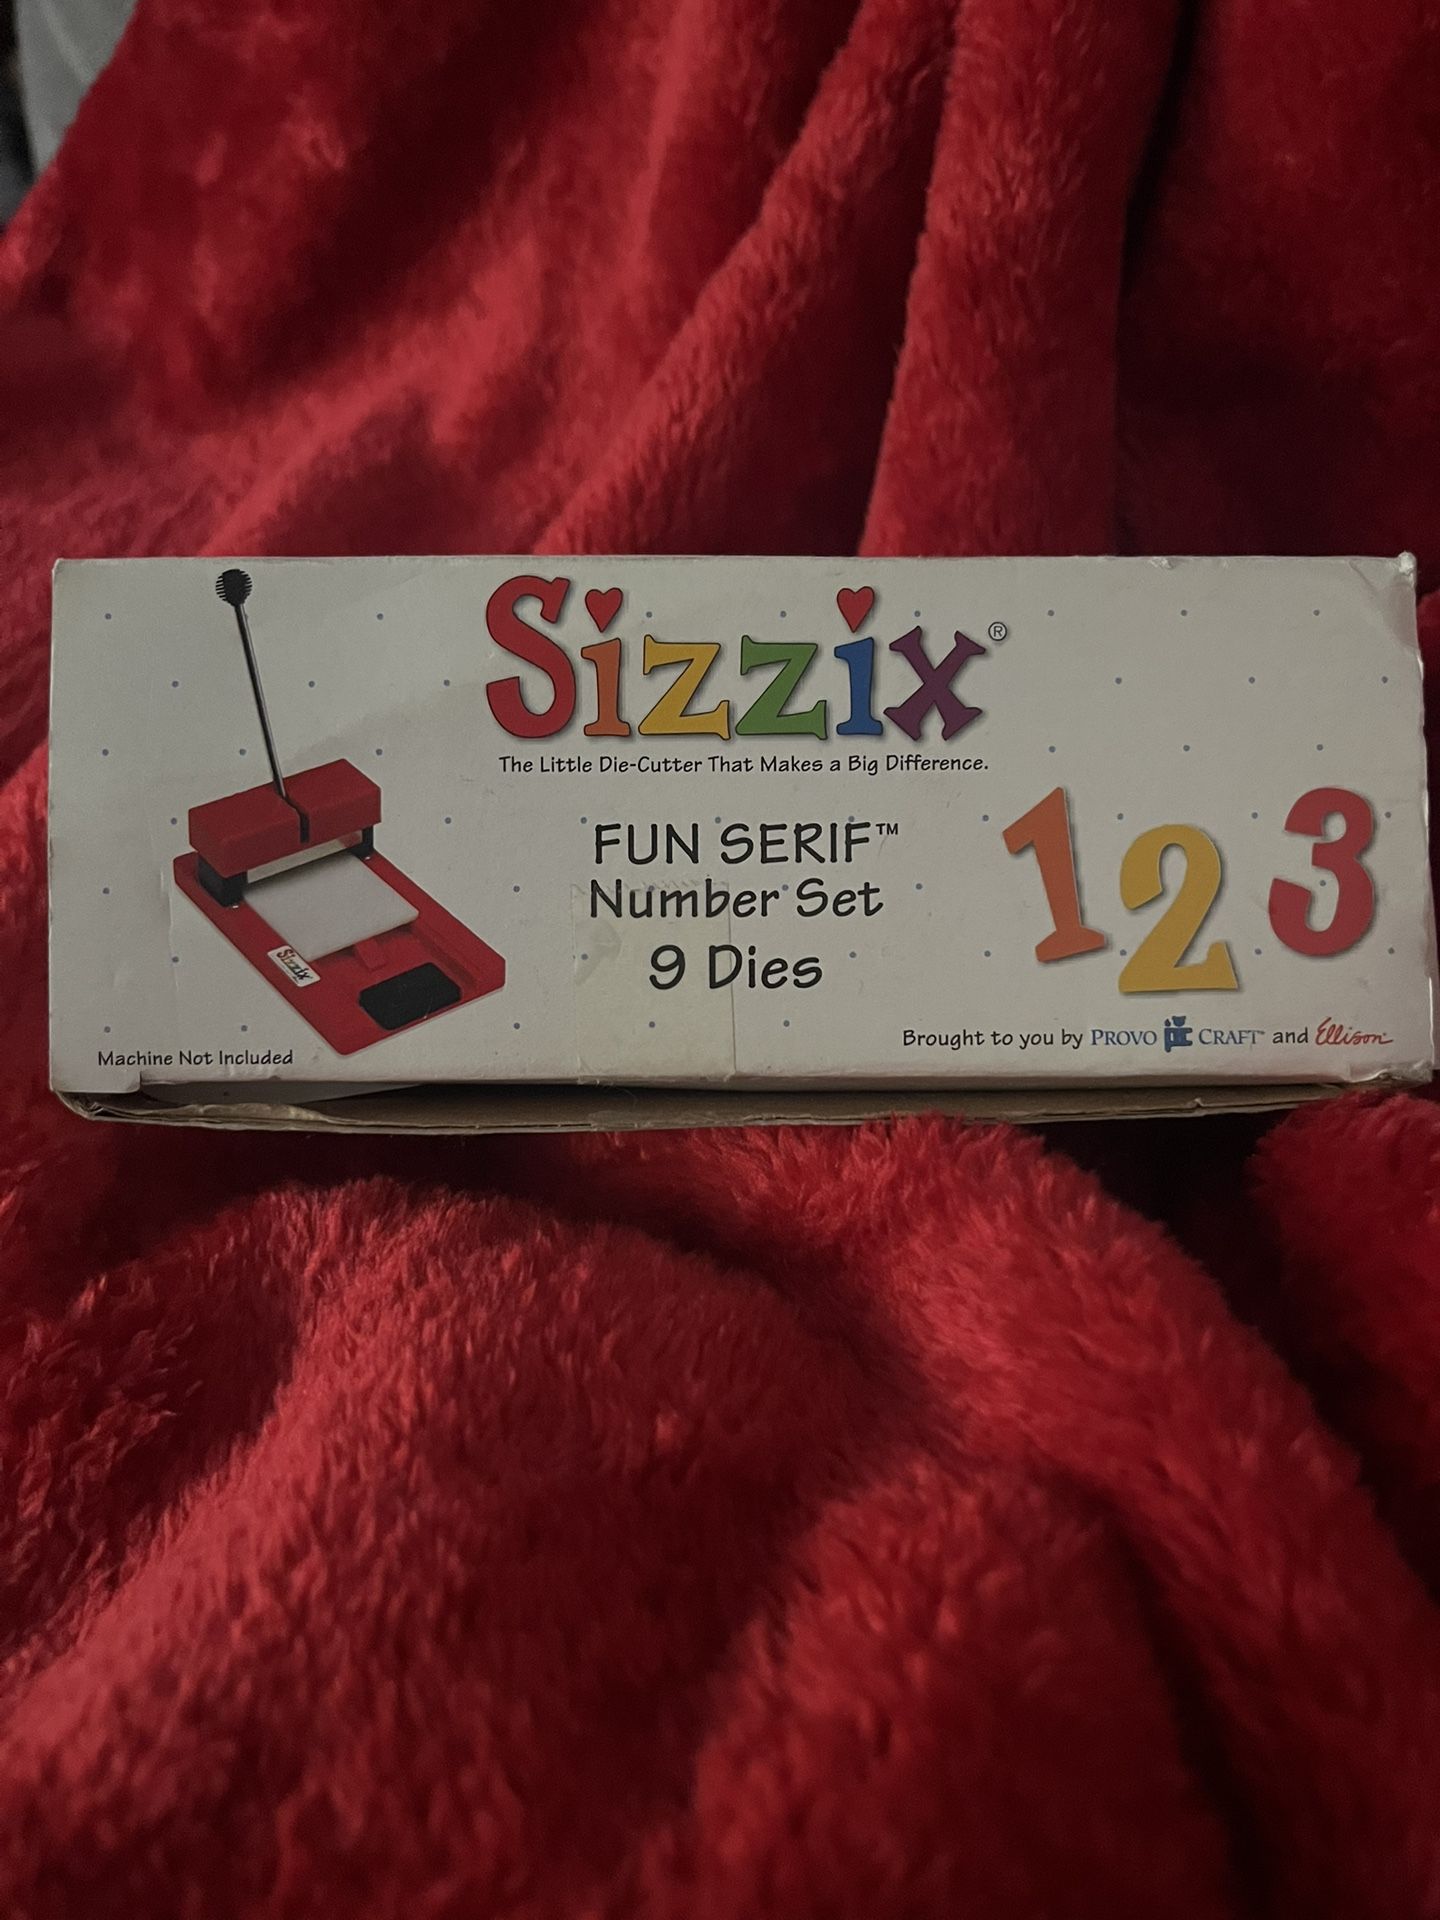 Sizzix®
The Little Die-Cutter That Makes a Big Difference.
FUN SERIF™
Number Set
9 Dies
1 2 3
Sizzix
Machine Not Included
Brought to you by PROVO CRAFT and Ellison